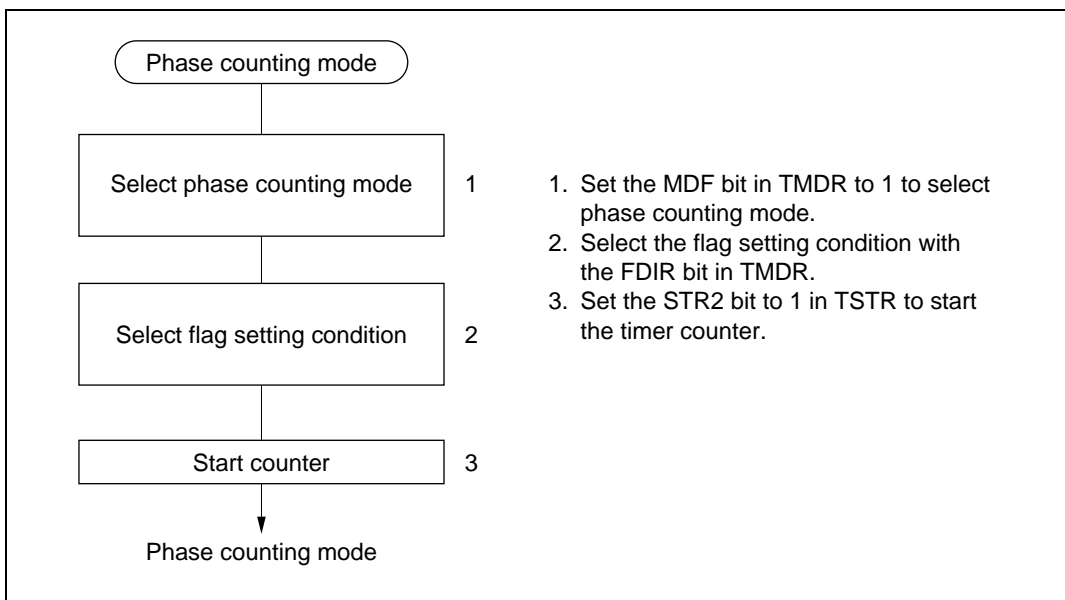 Phase counting mode
Select phase counting mode
1
Select flag setting condition
2
Start counter
3
Phase counting mode
1. Set the MDF bit in TMDR to 1 to select
phase counting mode.
2. Select the flag setting condition with
the FDIR bit in TMDR.
3. Set the STR2 bit to 1 in TSTR to start
the timer counter.